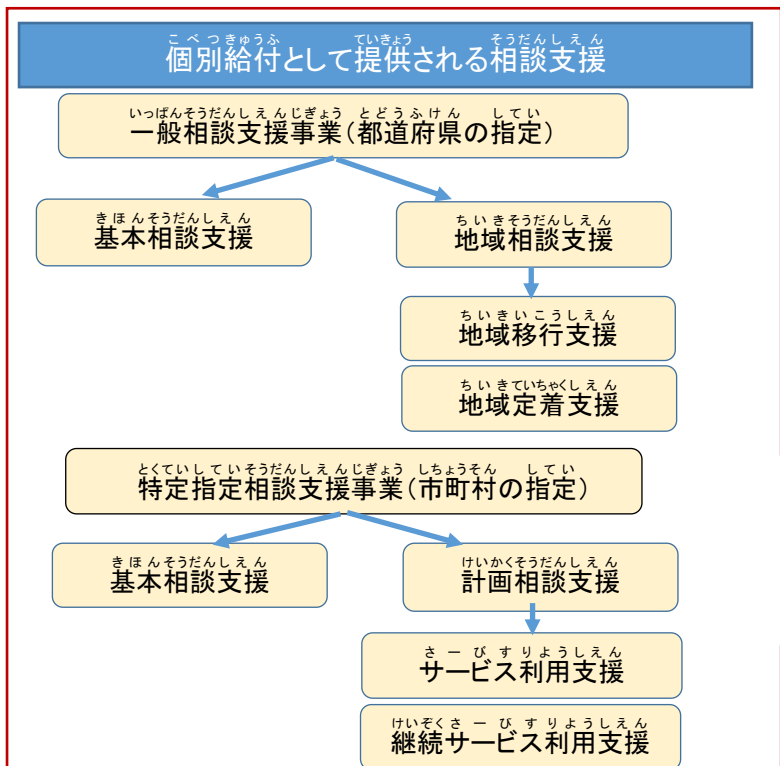 こべつきゅうふ ていきょう そうだんしえん
個別給付として提供される相談支援
いっぱんそうだんしえんじぎょう とどうふけん してい
一般相談支援事業(都道府県の指定)
きほんそうだんしえん
基本相談支援
ちいきそうだんしえん
地域相談支援
ちいきいこうしえん
地域移行支援
ちいきていちゃくしえん
地域定着支援
とくていしていそうだんしえんじぎょう しちょうそん してい
特定指定相談支援事業(市町村の指定)
きほんそうだんしえん
基本相談支援
けいかくそうだんしえん
計画相談支援
さーびすりようしえん
サービス利用支援
けいぞくさーびすりようしえん
継続サービス利用支援